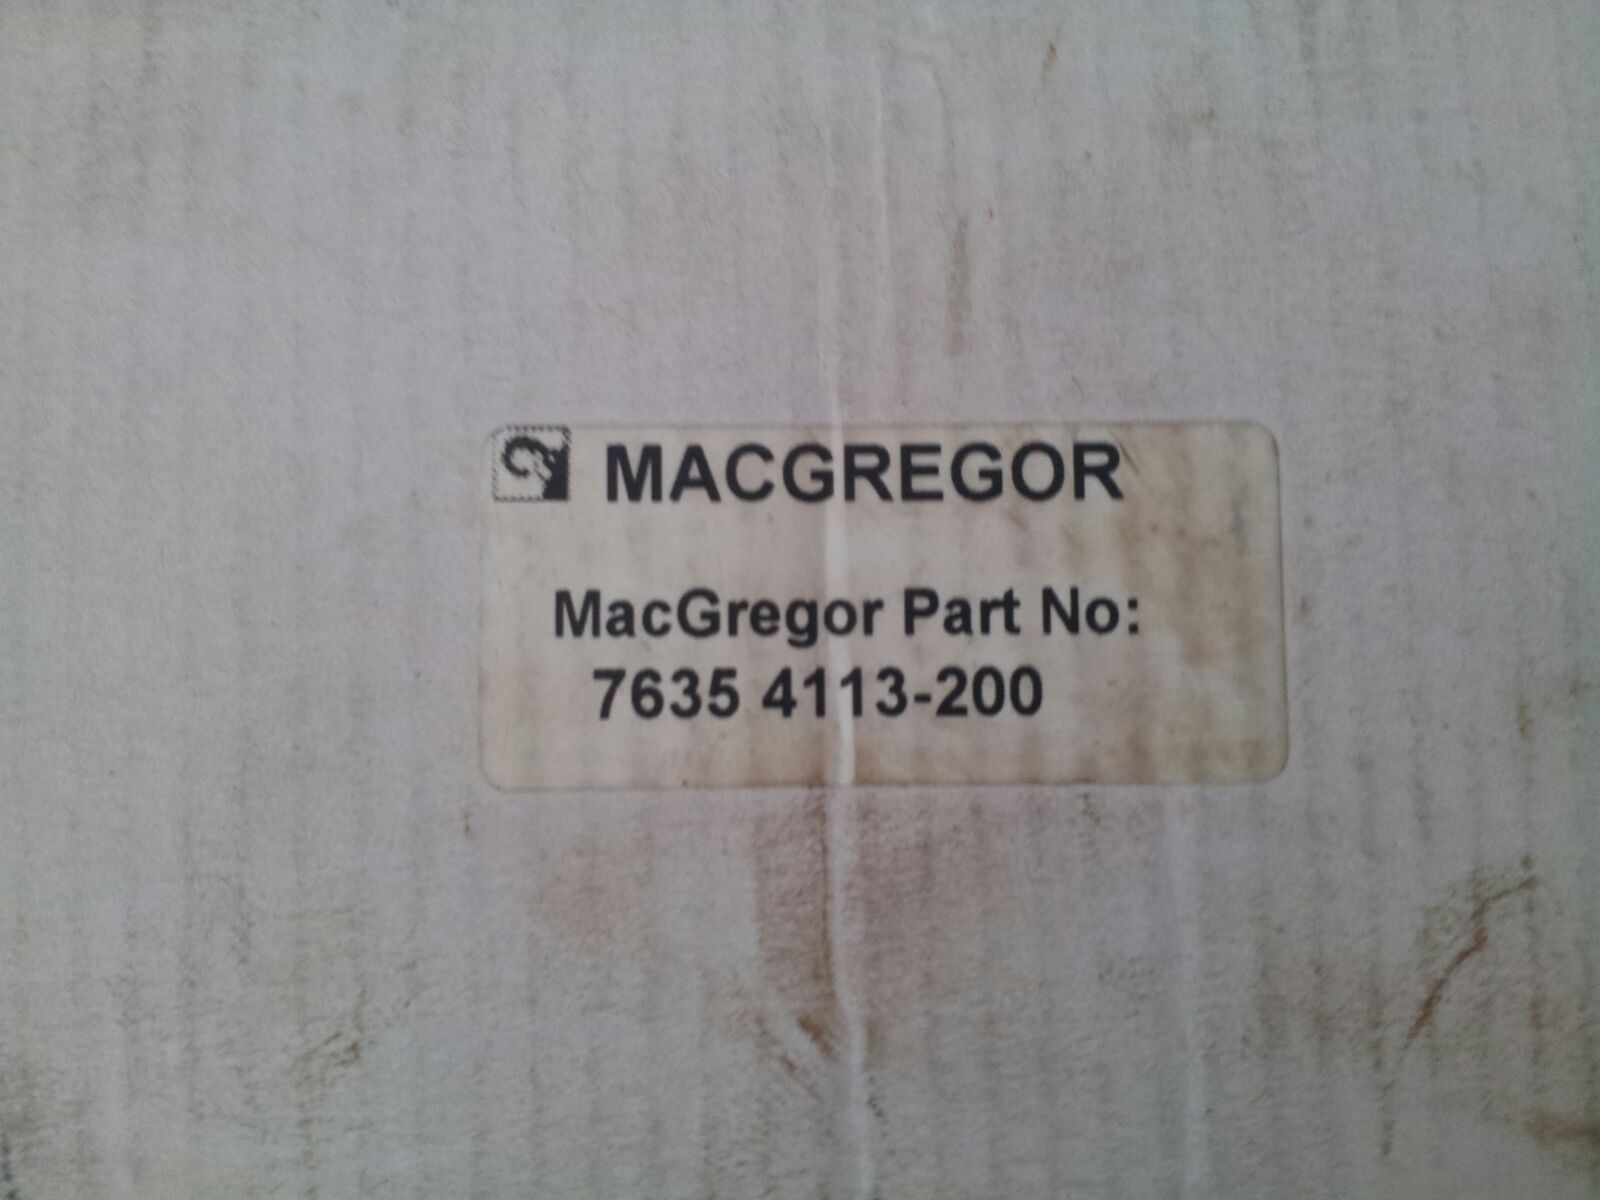 MACGREGOR
MacGregor Part No:
7635 4113-200